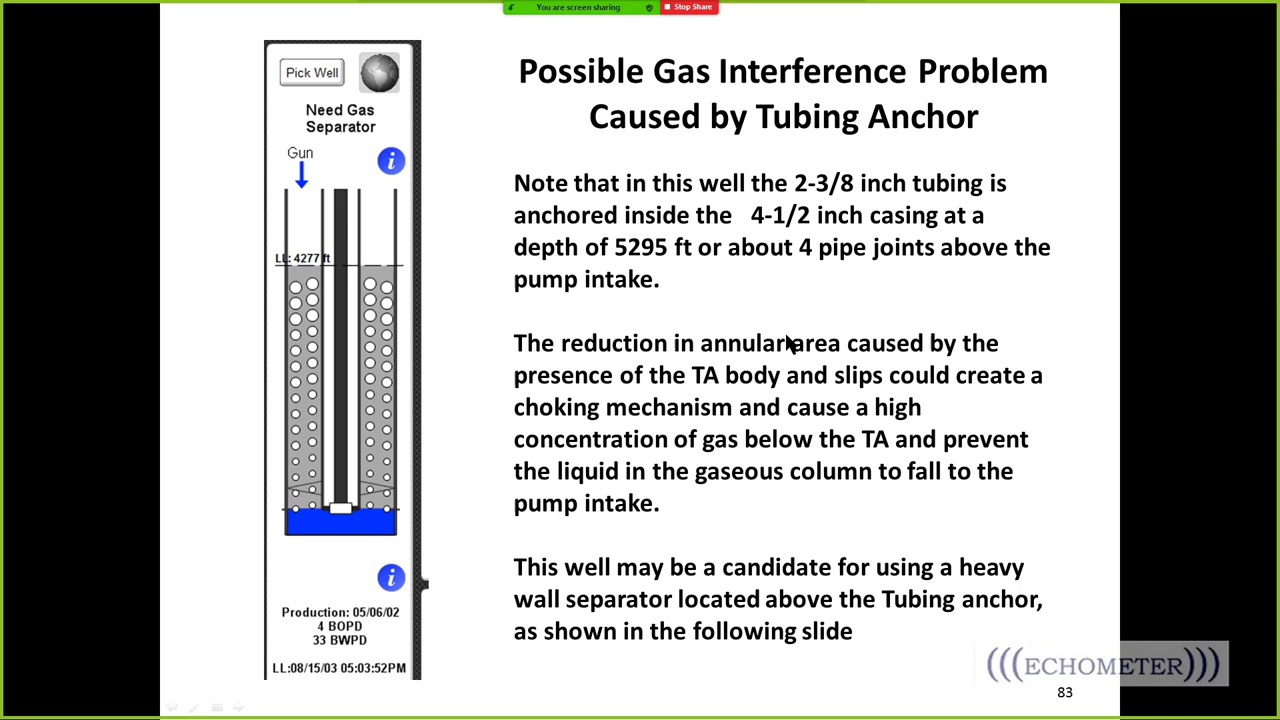 You are screen sharing
Stop Share
Pick Well
Need Gas
Separator
Gun
i
LL: 4277 ft
i
Production: 05/06/02
4 BOPD
33 BWPD
LL:08/15/03 05:03:52PM
Possible Gas Interference Problem
Caused by Tubing Anchor
Note that in this well the 2-3/8 inch tubing is
anchored inside the 4-1/2 inch casing at a
depth of 5295 ft or about 4 pipe joints above the
pump intake.
The reduction in annular area caused by the
presence of the TA body and slips could create a
choking mechanism and cause a high
concentration of gas below the TA and prevent
the liquid in the gaseous column to fall to the
pump intake.
This well may be a candidate for using a heavy
wall separator located above the Tubing anchor,
as shown in the following slide
(((ECHOMETER)))
83